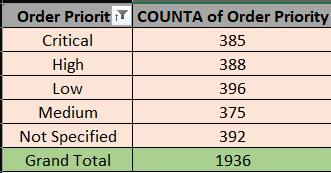 Order Priorit COUNTA of Order Priority
Critical 385
High 388
Low 396
Medium 375
Not Specified 392
Grand Total 1936